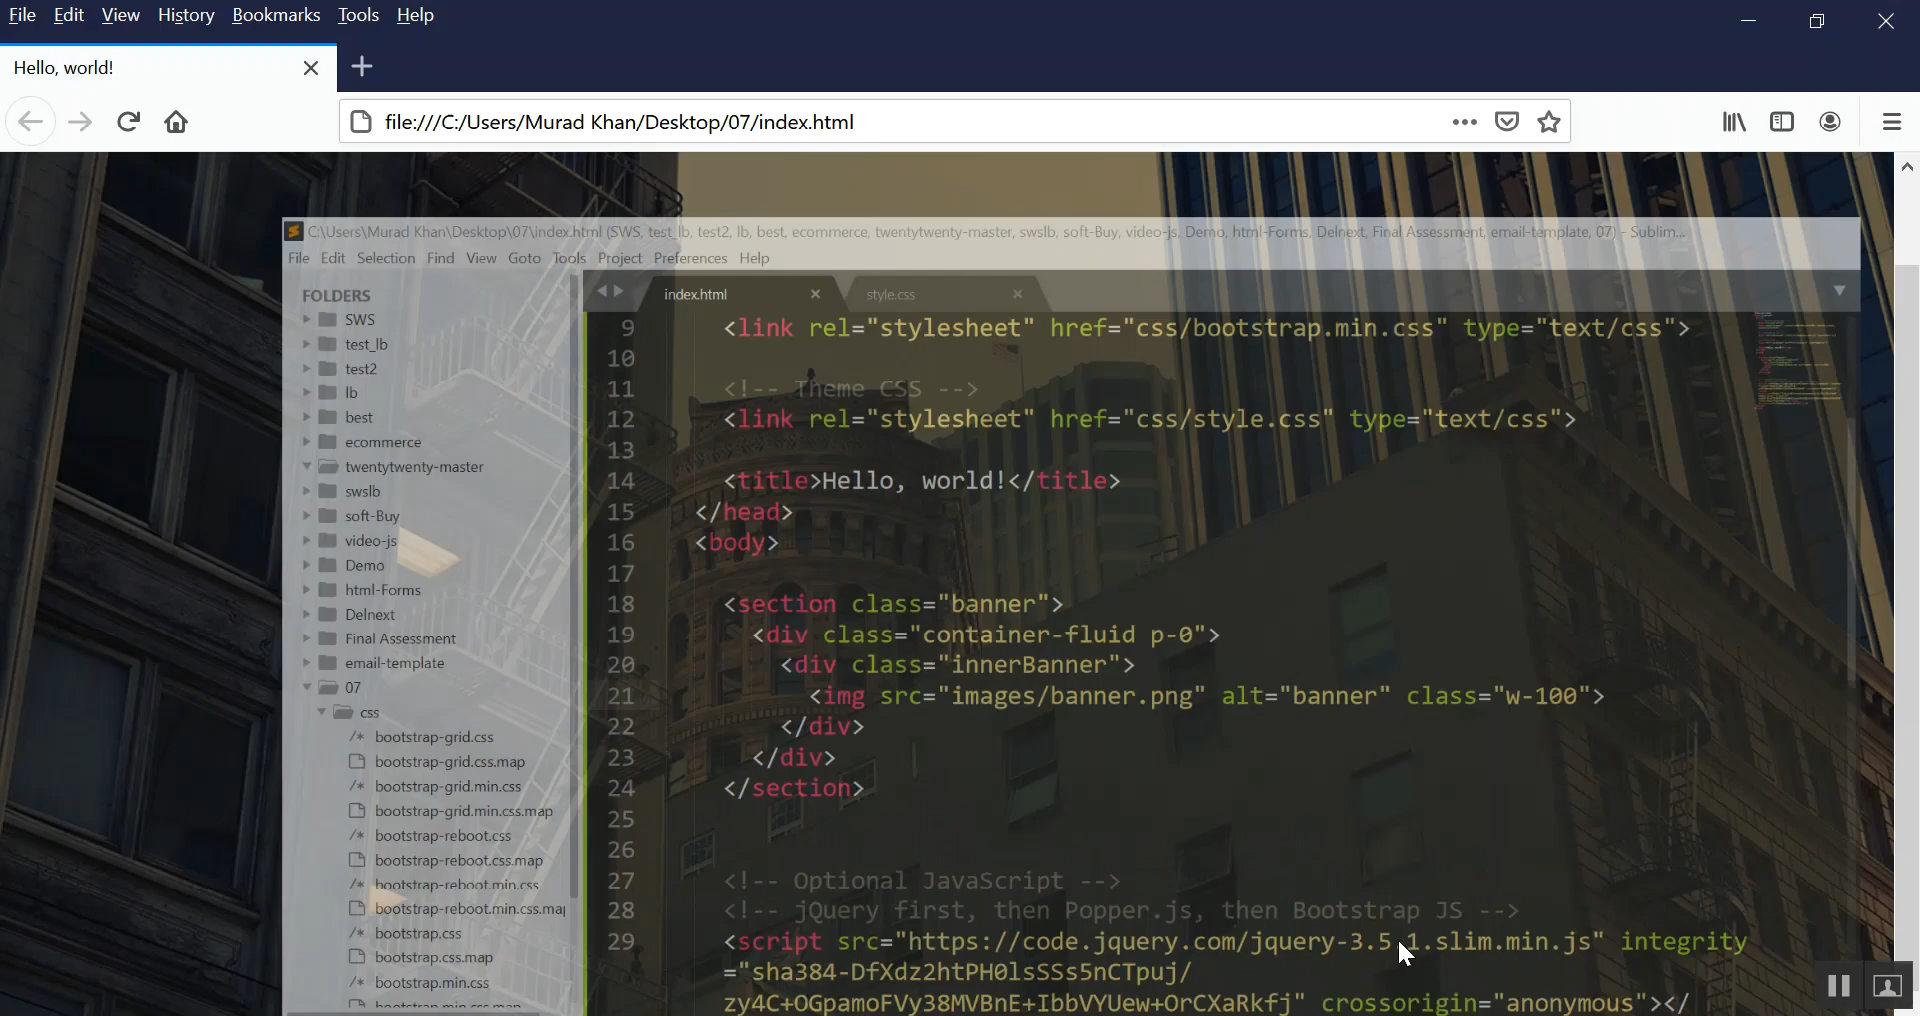 File Edit View History Bookmarks Tools Help
Hello, world!
file:///C:/Users/Murad Khan/Desktop/07/index.html
C:\Users\Murad Khan\Desktop\07\index.html (SWS, test_lb, test2, lb, best, ecommerce, twentytwenty-master, swslb, soft-Buy, video-js, Demo, html-Forms, Delnext, Final Assessment, email-template, 07) - Sublim...
File Edit Selection Find View Goto Tools Project Preferences Help
FOLDERS
SWS
test_lb
test2
lb
best
ecommerce
twentytwenty-master
swslb
soft-Buy
video-js
Demo
html-Forms
Delnext
Final Assessment
email-template
07
css
/* bootstrap-grid.css
bootstrap-grid.css.map
/* bootstrap-grid.min.css
bootstrap-grid.min.css.map
/* bootstrap-reboot.css
bootstrap-reboot.css.map
/* bootstrap-reboot.min.css
bootstrap-reboot.min.css.map
/* bootstrap.css
bootstrap.css.map
/* bootstrap.min.css
bootstrap.min.css.map
index.html style.css
9 <link rel="stylesheet" href="css/bootstrap.min.css" type="text/css">
10
11 <!-- Theme CSS -->
12 <link rel="stylesheet" href="css/style.css" type="text/css">
13
14 <title>Hello, world!</title>
15 </head>
16 <body>
17
18 <section class="banner">
19 <div class="container-fluid p-0">
20 <div class="innerBanner">
21 <img src="images/banner.png" alt="banner" class="w-100">
22 </div>
23 </div>
24 </section>
25
26
27 <!-- Optional JavaScript -->
28 <!-- jQuery first, then Popper.js, then Bootstrap JS -->
29 <script src="https://code.jquery.com/jquery-3.5.1.slim.min.js" integrity
="sha384-DfXdz2htPH0lsSSs5nCTpuj/
zy4C+OGpamoFVy38MVBnE+IbbVYUew+OrCXaRkfj" crossorigin="anonymous"></